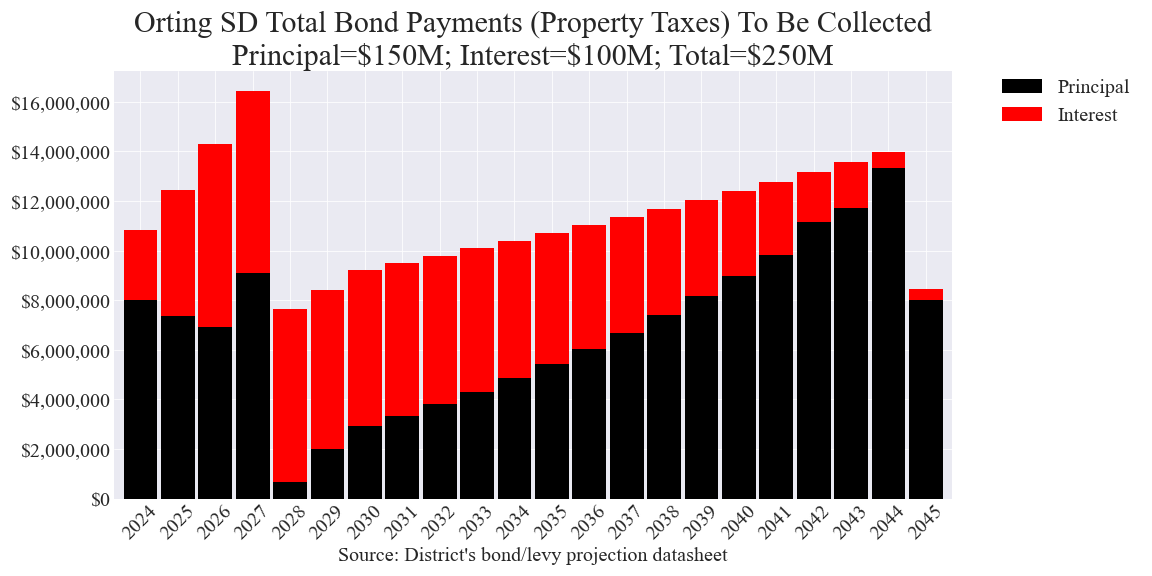 Orting SD Total Bond Payments (Property Taxes) To Be Collected
Principal=$150M; Interest=$100M; Total=$250M
Principal
Interest
$16,000,000
$14,000,000
$12,000,000
$10,000,000
$8,000,000
$6,000,000
$4,000,000
$2,000,000
$0
2024 2025 2026 2027 2028 2029 2030 2031 2032 2033 2034 2035 2036 2037 2038 2039 2040 2041 2042 2043 2044 2045
Source: District's bond/levy projection datasheet